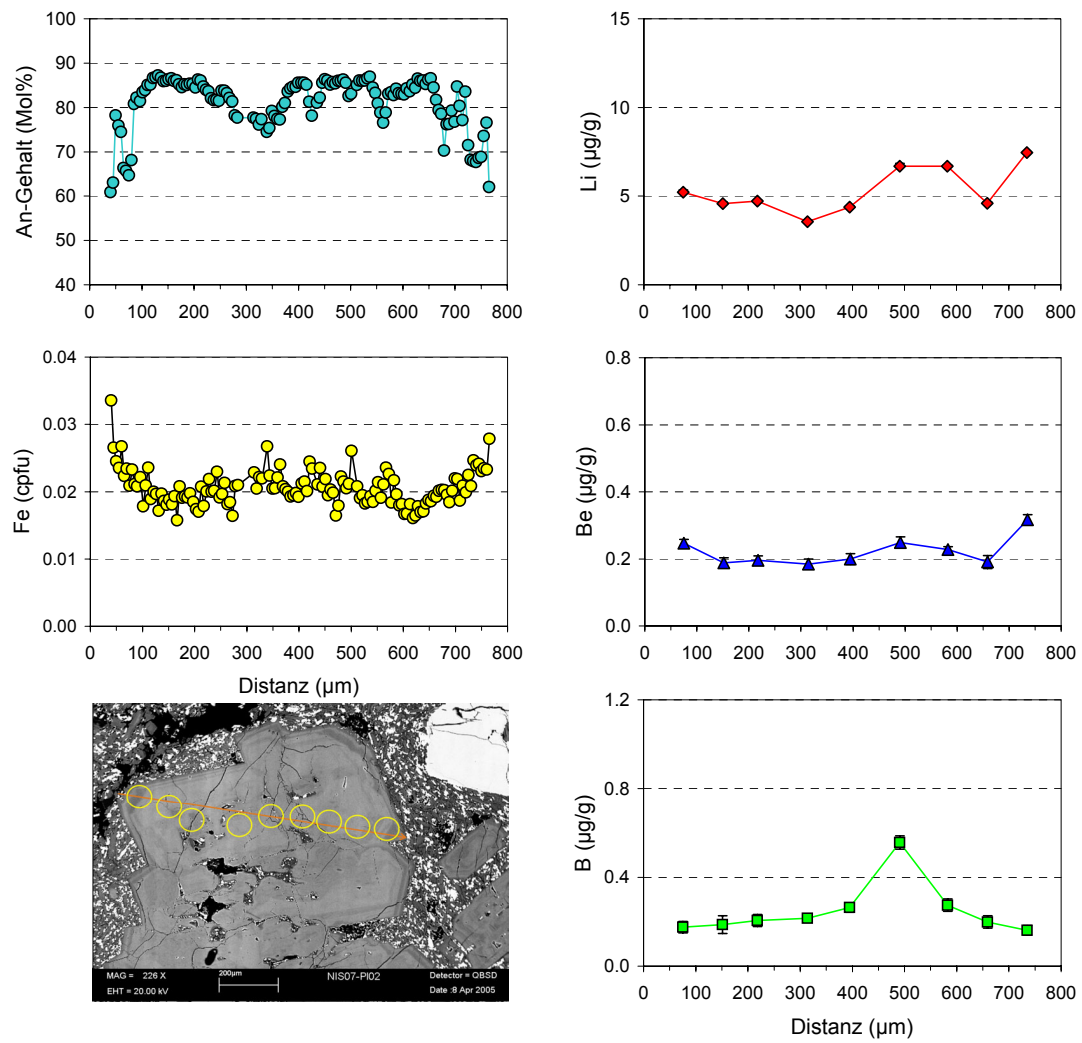 An-Gehalt (Mol%)
100
90
80
70
60
50
40
0 100 200 300 400 500 600 700 800
Li (µg/g)
15
10
5
0
0 100 200 300 400 500 600 700 800
Fe (cpfu)
0.04
0.03
0.02
0.01
0.00
0 100 200 300 400 500 600 700 800
Distanz (µm)
Be (µg/g)
0.8
0.6
0.4
0.2
0.0
0 100 200 300 400 500 600 700 800
MAG = 226 X
200µm
NIS07-Pl02
Detector = QBSD
EHT = 20.00 kV
Date :8 Apr 2005
B (µg/g)
1.2
0.8
0.4
0.0
0 100 200 300 400 500 600 700 800
Distanz (µm)